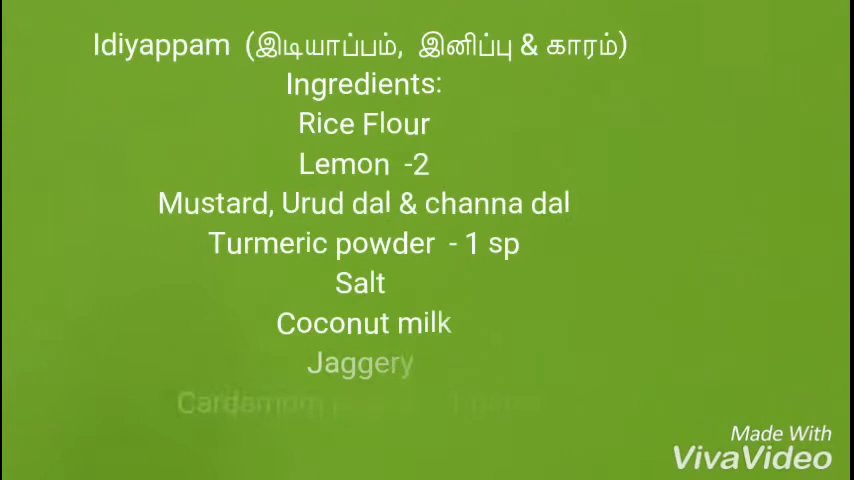 Idiyappam (இடியாப்பம், இனிப்பு & காரம்)
Ingredients:
Rice Flour
Lemon -2
Mustard, Urud dal & channa dal
Turmeric powder - 1 sp
Salt
Coconut milk
Jaggery
Cardamom
Made With
VivaVideo